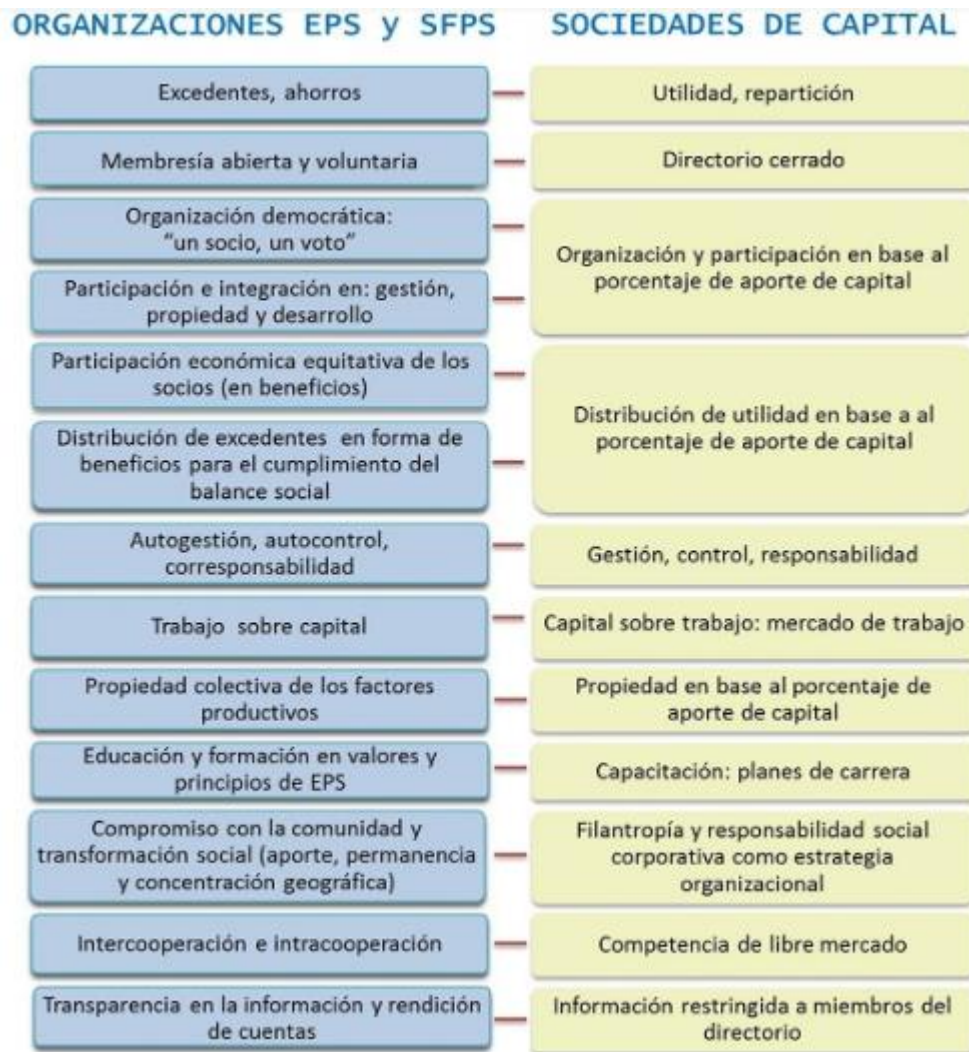 ORGANIZACIONES EPS y SFPS
SOCIEDADES DE CAPITAL
Excedentes, ahorros
Utilidad, repartición
Membresía abierta y voluntaria
Directorio cerrado
Organización democrática:
"un socio, un voto"
Participación e integración en: gestión,
propiedad y desarrollo
Organización y participación en base al
porcentaje de aporte de capital
Participación económica equitativa de los
socios (en beneficios)
Distribución de excedentes en forma de
beneficios para el cumplimiento del
balance social
Distribución de utilidad en base a al
porcentaje de aporte de capital
Autogestión, autocontrol,
corresponsabilidad
Gestión, control, responsabilidad
Trabajo sobre capital
Capital sobre trabajo: mercado de trabajo
Propiedad colectiva de los factores
productivos
Propiedad en base al porcentaje de
aporte de capital
Educación y formación en valores y
principios de EPS
Capacitación: planes de carrera
Compromiso con la comunidad y
transformación social (aporte, permanencia
y concentración geográfica)
Filantropía y responsabilidad social
corporativa como estrategia
organizacional
Intercooperación e intracooperación
Competencia de libre mercado
Transparencia en la información y rendición
de cuentas
Información restringida a miembros del
directorio